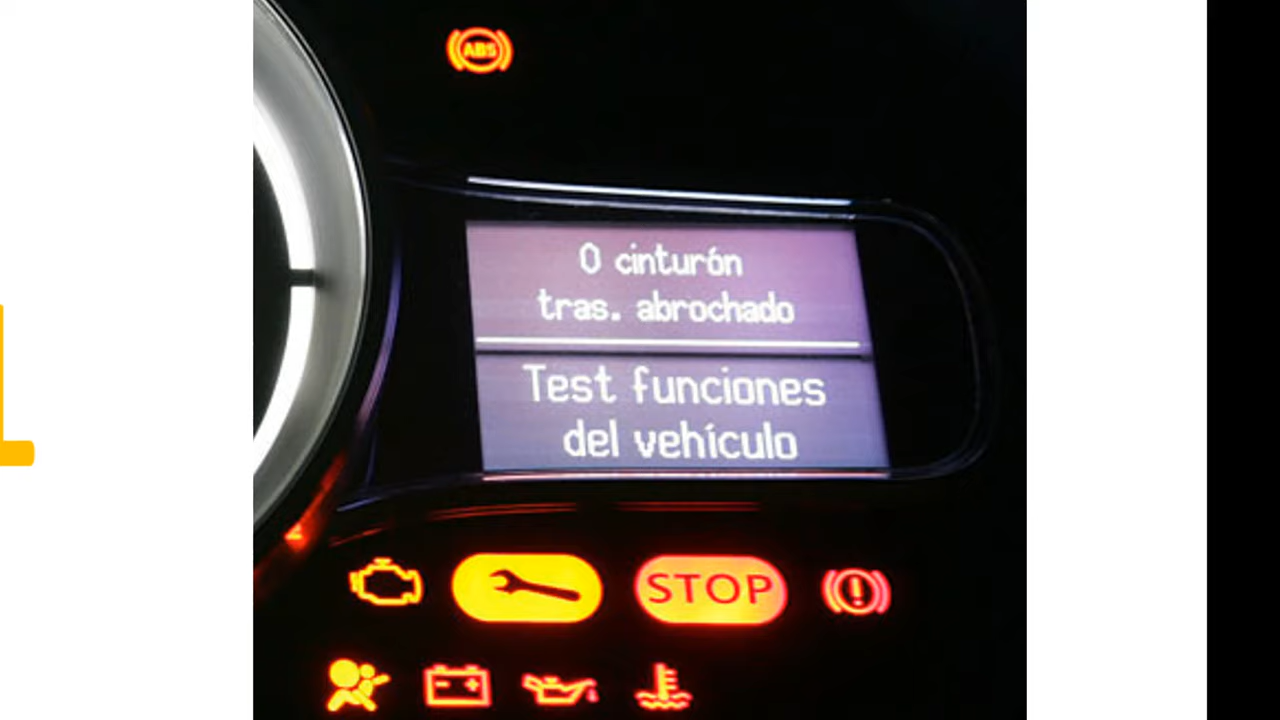 ABS
0 cinturón
tras. abrochado
Test funciones
del vehículo
STOP